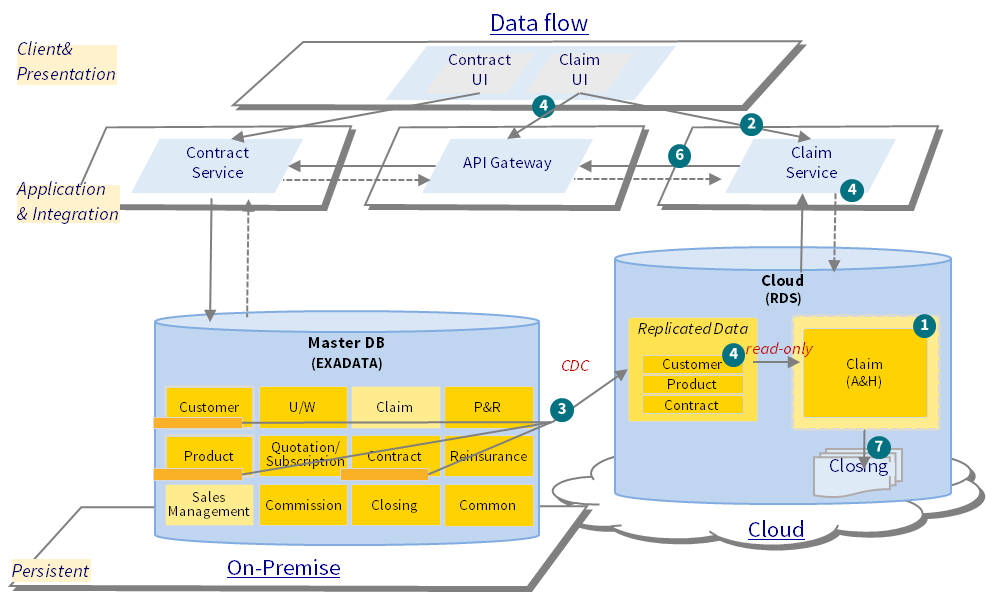 Data flow
Client&
Presentation
Contract
UI
Claim
UI
4
2
Contract
Service
API Gateway
6
Claim
Service
4
Application
& Integration
Cloud
(RDS)
Master DB
(EXADATA)
Replicated Data
1
4
read-only
Customer
Product
Contract
Claim
(A&H)
CDC
3
Customer
U/W
Claim
P&R
Product
Quotation/
Subscription
Contract
Reinsurance
Sales
Management
Commission
Closing
Common
7
Closing
Cloud
On-Premise
Persistent